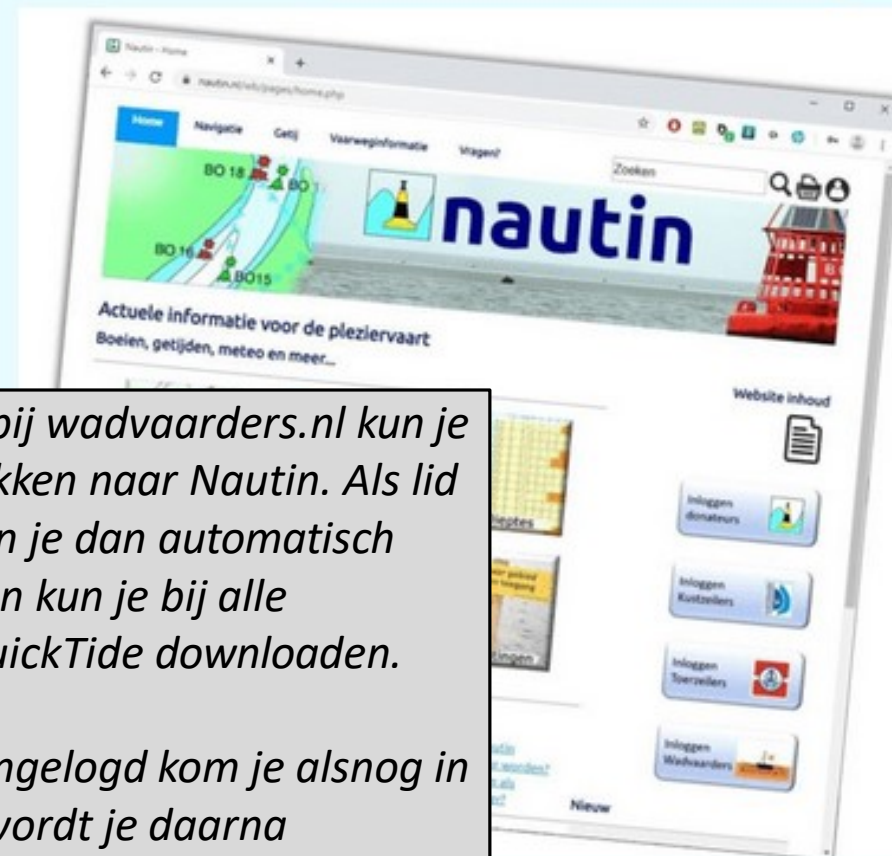 Nautin - Home
nautin.nl/wb/pages/home.php
Home
Navigatie
Getij
Vaarweginformatie
Vragen?
Zoeken
BO 18
BO 16
BO15
nautin
Actuele informatie voor de pleziervaart
Boeien, getijden, meteo en meer...
Website inhoud
Inloggen
donateurs
Inloggen
Kustzeilers
Inloggen
Toerzeilers
Inloggen
Wadvaarders
Nieuw
bij wadvaarders.nl kun je
kken naar Nautin. Als lid
n je dan automatisch
n kun je bij alle
uickTide downloaden.
ngelogd kom je alsnog in
wordt je daarna